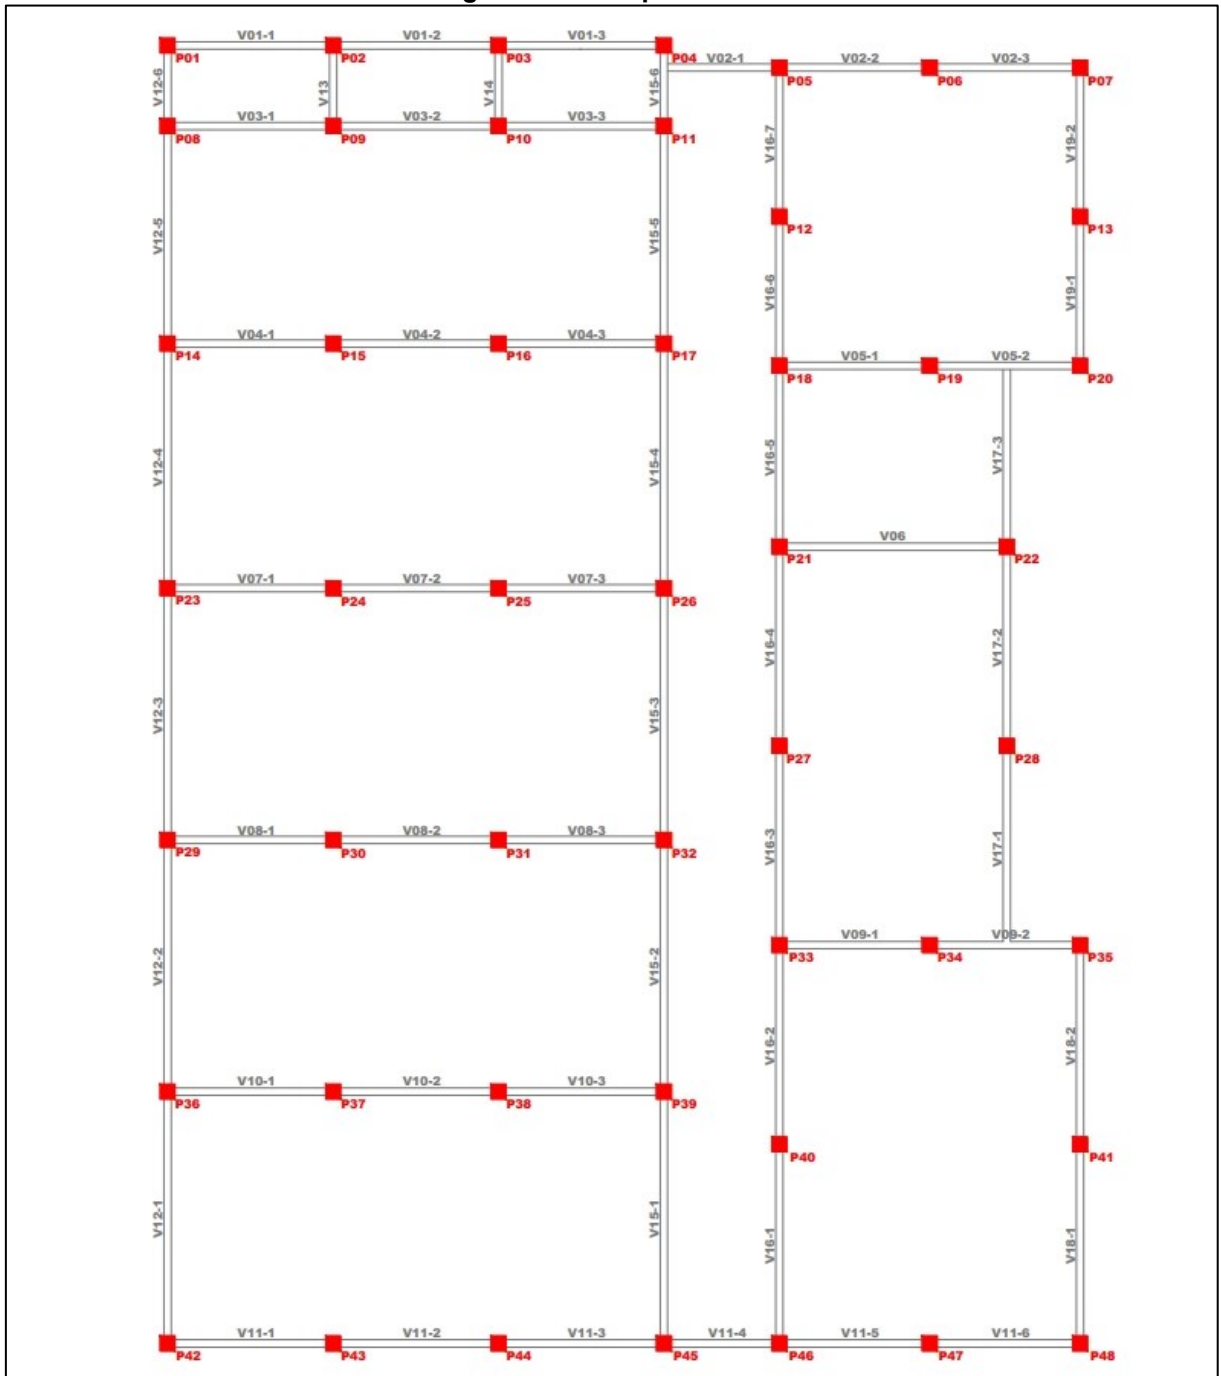 V01-1 V01-2 V01-3
P01 P02 P03 P04 V02-1 V02-2 V02-3
P05 P06 P07
V12-6 V13 V14 V15-6
V03-1 V03-2 V03-3
P08 P09 P10 P11
V16-7 V19-2
P12 P13
V12-5 V15-5
V16-6 V19-1
V04-1 V04-2 V04-3
P14 P15 P16 P17
V05-1 V05-2
P18 P19 P20
V12-4 V15-4 V16-5 V17-3
V06
P21 P22
V07-1 V07-2 V07-3
P23 P24 P25 P26
V16-4 V17-2
V12-3 V15-3
P27 P28
V08-1 V08-2 V08-3
P29 P30 P31 P32
V16-3 V17-1
V09-1 V09-2
P33 P34 P35
V12-2 V15-2
V16-2 V18-2
V10-1 V10-2 V10-3
P36 P37 P38 P39
P40 P41
V12-1 V15-1
V16-1 V18-1
V11-1 V11-2 V11-3 V11-4 V11-5 V11-6
P42 P43 P44 P45 P46 P47 P48